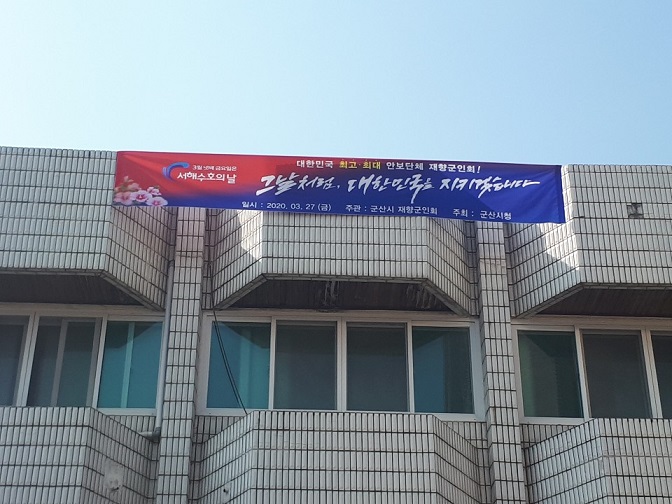 대한민국 최고·최대 안보단체 재향군인회!
3월 넷째 금요일은
서해수호의 날
그날처럼, 대한민국을 지키겠습니다
일시 : 2020. 03. 27 (금) 주관 : 군산시 재향군인회 주최 : 군산시청